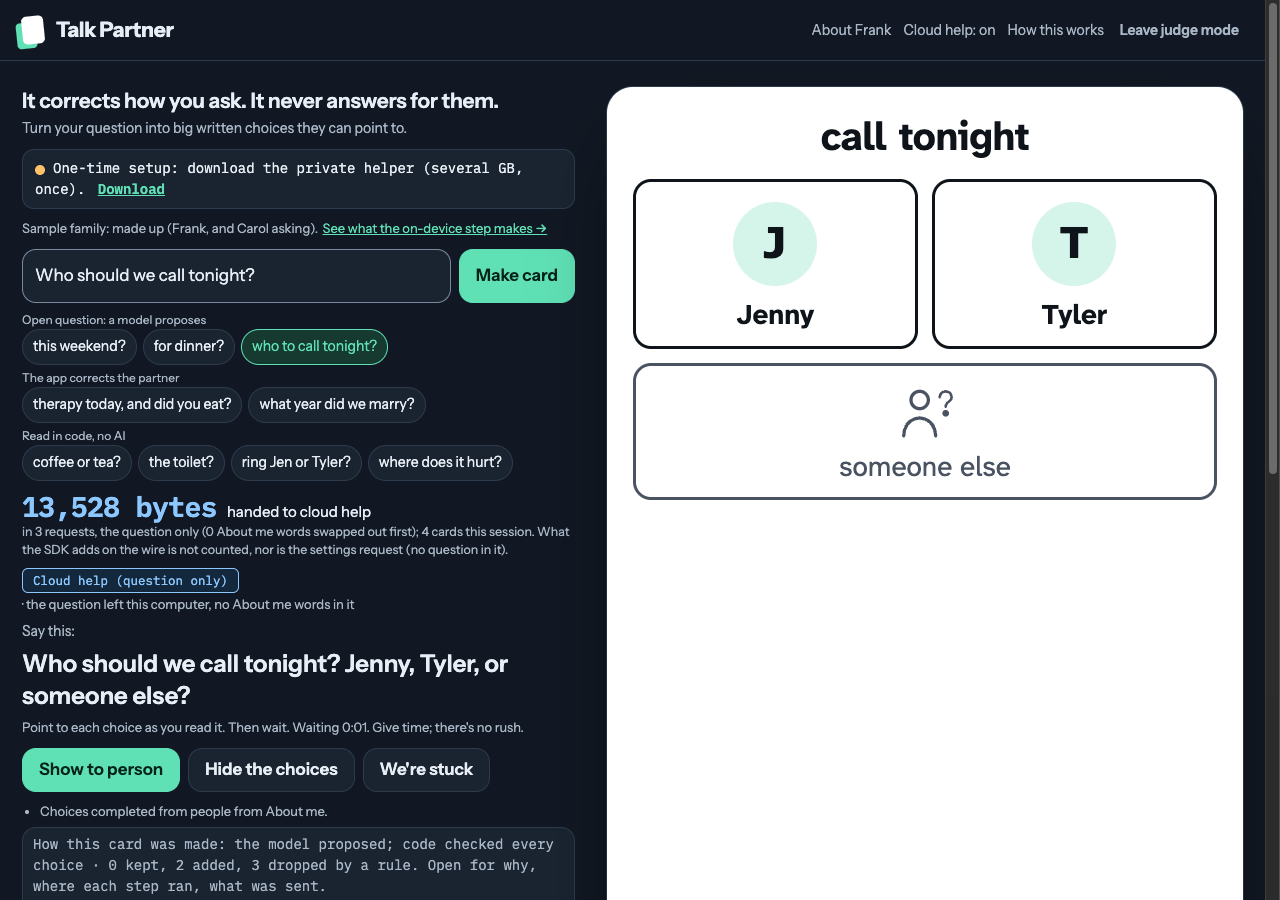 Talk Partner
About Frank Cloud help: on How this works Leave judge mode
It corrects how you ask. It never answers for them.
Turn your question into big written choices they can point to.
One-time setup: download the private helper (several GB,
once). Download
Sample family: made up (Frank, and Carol asking). See what the on-device step makes →
Who should we call tonight?
Make card
Open question: a model proposes
this weekend? for dinner? who to call tonight?
The app corrects the partner
therapy today, and did you eat? what year did we marry?
Read in code, no AI
coffee or tea? the toilet? ring Jen or Tyler? where does it hurt?
13,528 bytes handed to cloud help
in 3 requests, the question only (0 About me words swapped out first); 4 cards this session. What
the SDK adds on the wire is not counted, nor is the settings request (no question in it).
Cloud help (question only)
· the question left this computer, no About me words in it
Say this:
Who should we call tonight? Jenny, Tyler, or
someone else?
Point to each choice as you read it. Then wait. Waiting 0:01. Give time; there's no rush.
Show to person Hide the choices We're stuck
• Choices completed from people from About me.
How this card was made: the model proposed; code checked every
choice · 0 kept, 2 added, 3 dropped by a rule. Open for why,
where each step ran, what was sent.
call tonight
J
Jenny
T
Tyler
?
someone else